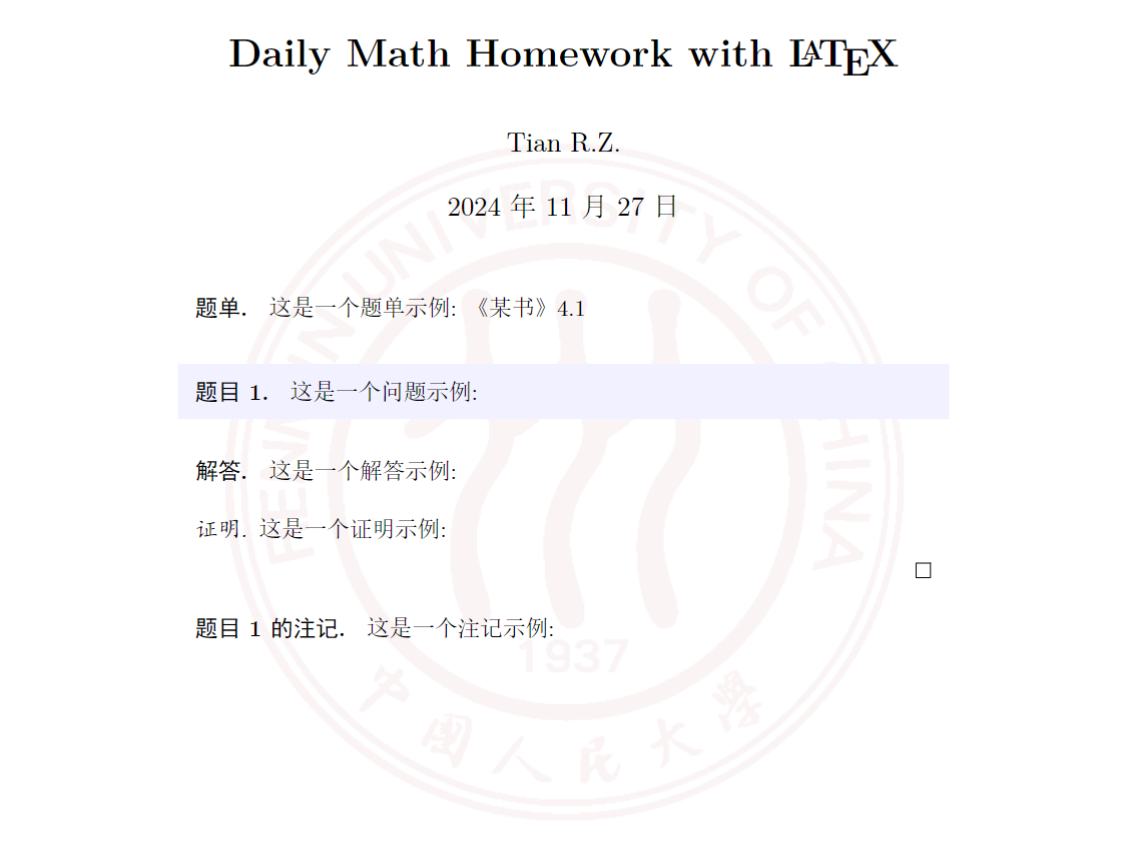 Daily Math Homework with LATEX
Tian R.Z.
2024 年 11 月 27 日
题单. 这是一个题单示例: 《某书》4.1
题目 1. 这是一个问题示例:
解答. 这是一个解答示例:
证明. 这是一个证明示例:
□
题目 1 的注记. 这是一个注记示例:
RENMIN UNIVERSITY OF CHINA
1937
中國人民大學